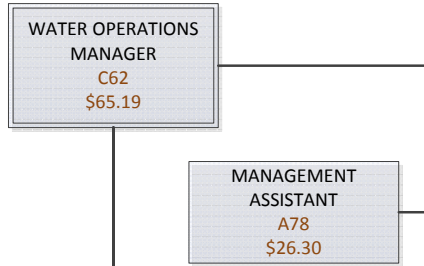 WATER OPERATIONS
MANAGER
C62
$65.19
MANAGEMENT
ASSISTANT
A78
$26.30